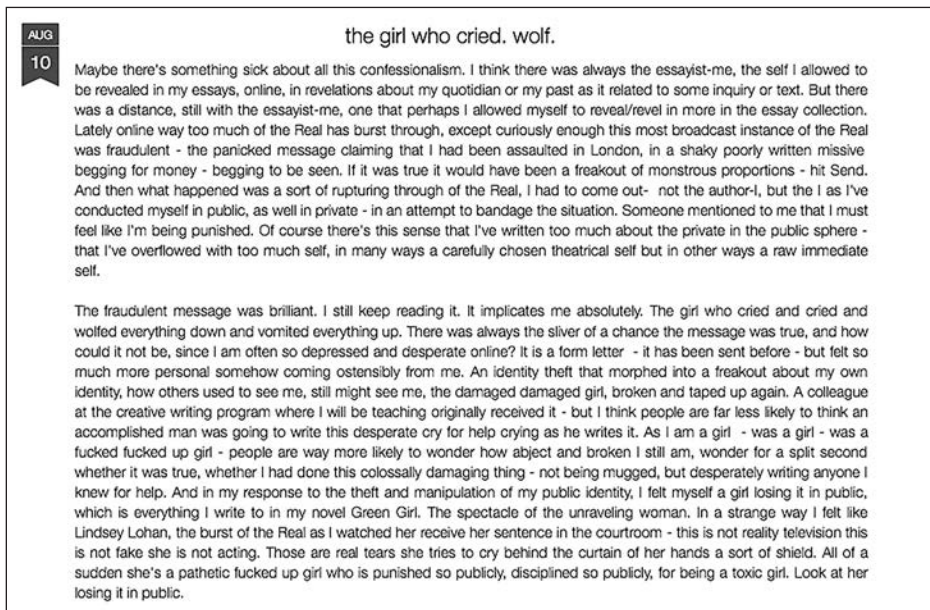 AUG
10
the girl who cried. wolf.
Maybe there's something sick about all this confessionalism. I think there was always the essayist-me, the self I allowed to
be revealed in my essays, online, in revelations about my quotidian or my past as it related to some inquiry or text. But there
was a distance, still with the essayist-me, one that perhaps I allowed myself to reveal/revel in more in the essay collection.
Lately online way too much of the Real has burst through, except curiously enough this most broadcast instance of the Real
was fraudulent - the panicked message claiming that I had been assaulted in London, in a shaky poorly written missive
begging for money - begging to be seen. If it was true it would have been a freakout of monstrous proportions - hit Send.
And then what happened was a sort of rupturing through of the Real, I had to come out- not the author-I, but the I as I've
conducted myself in public, as well in private - in an attempt to bandage the situation. Someone mentioned to me that I must
feel like I'm being punished. Of course there's this sense that I've written too much about the private in the public sphere -
that I've overflowed with too much self, in many ways a carefully chosen theatrical self but in other ways a raw immediate
self.
The fraudulent message was brilliant. I still keep reading it. It implicates me absolutely. The girl who cried and cried and
wolfed everything down and vomited everything up. There was always the sliver of a chance the message was true, and how
could it not be, since I am often so depressed and desperate online? It is a form letter - it has been sent before - but felt so
much more personal somehow coming ostensibly from me. An identity theft that morphed into a freakout about my own
identity, how others used to see me, still might see me, the damaged damaged girl, broken and taped up again. A colleague
at the creative writing program where I will be teaching originally received it - but I think people are far less likely to think an
accomplished man was going to write this desperate cry for help crying as he writes it. As I am a girl - was a girl - was a
fucked fucked up girl - people are way more likely to wonder how abject and broken I still am, wonder for a split second
whether it was true, whether I had done this colossally damaging thing - not being mugged, but desperately writing anyone I
knew for help. And in my response to the theft and manipulation of my public identity, I felt myself a girl losing it in public,
which is everything I write to in my novel Green Girl. The spectacle of the unraveling woman. In a strange way I felt like
Lindsey Lohan, the burst of the Real as I watched her receive her sentence in the courtroom - this is not reality television this
is not fake she is not acting. Those are real tears she tries to cry behind the curtain of her hands a sort of shield. All of a
sudden she's a pathetic fucked up girl who is punished so publicly, disciplined so publicly, for being a toxic girl. Look at her
losing it in public.